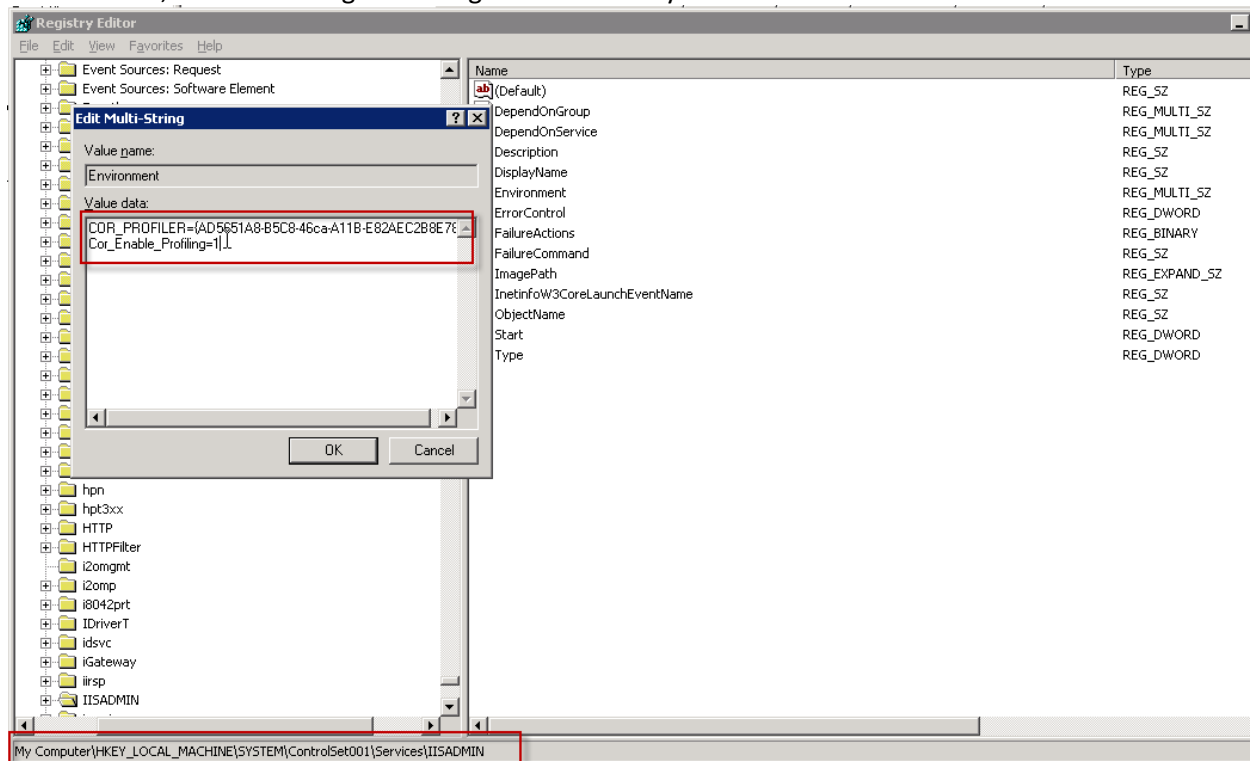 Registry Editor
File Edit View Favorites Help
Event Sources: Request
Event Sources: Software Element
Edit Multi-String
Value name:
Environment
Value data:
COR_PROFILER={AD5651A8-B5C8-46ca-A11B-E82AEC2B8E78
Cor_Enable_Profiling=1
OK Cancel
hpn
hpt3xx
HTTP
HTTPFilter
i2omgmt
i2omp
i8042prt
IDriverT
idsvc
iGateway
iirsp
IISADMIN
Name Type
(Default) REG_SZ
DependOnGroup REG_MULTI_SZ
DependOnService REG_MULTI_SZ
Description REG_SZ
DisplayName REG_SZ
Environment REG_MULTI_SZ
ErrorControl REG_DWORD
FailureActions REG_BINARY
FailureCommand REG_SZ
ImagePath REG_EXPAND_SZ
InetinfoW3CoreLaunchEventName REG_SZ
ObjectName REG_SZ
Start REG_DWORD
Type REG_DWORD
My Computer\HKEY_LOCAL_MACHINE\SYSTEM\ControlSet001\Services\IISADMIN